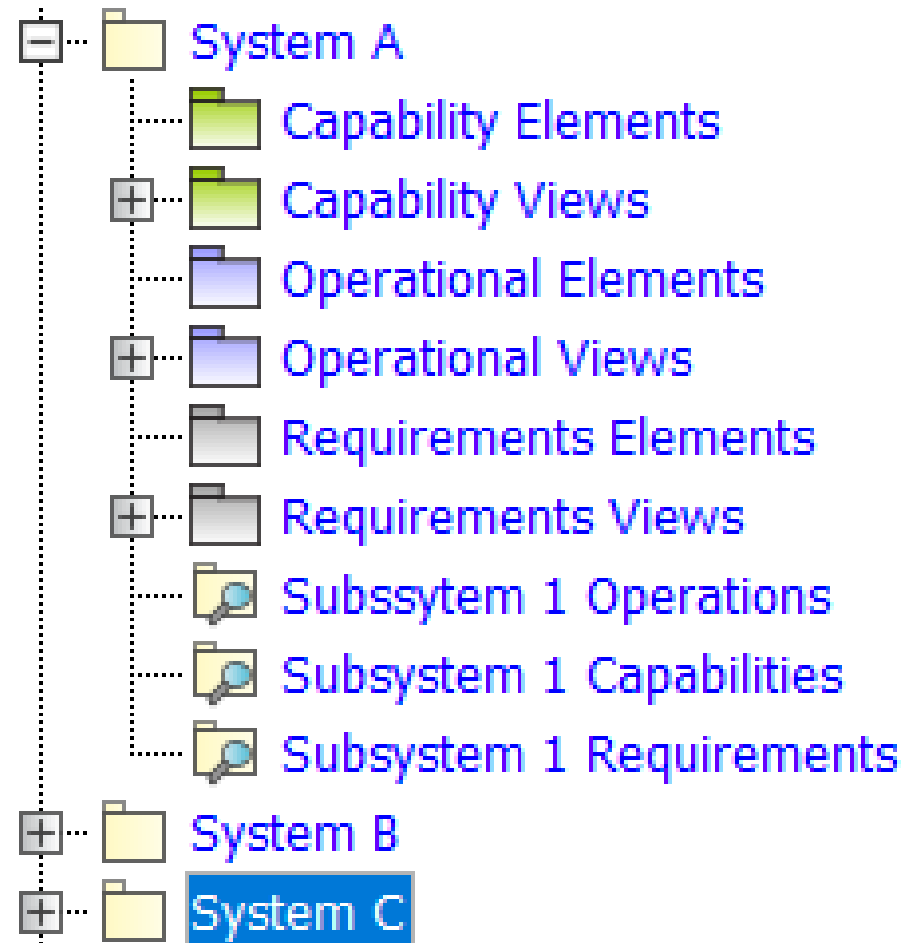 System A
Capability Elements
Capability Views
Operational Elements
Operational Views
Requirements Elements
Requirements Views
Subssytem 1 Operations
Subsystem 1 Capabilities
Subsystem 1 Requirements
System B
System C